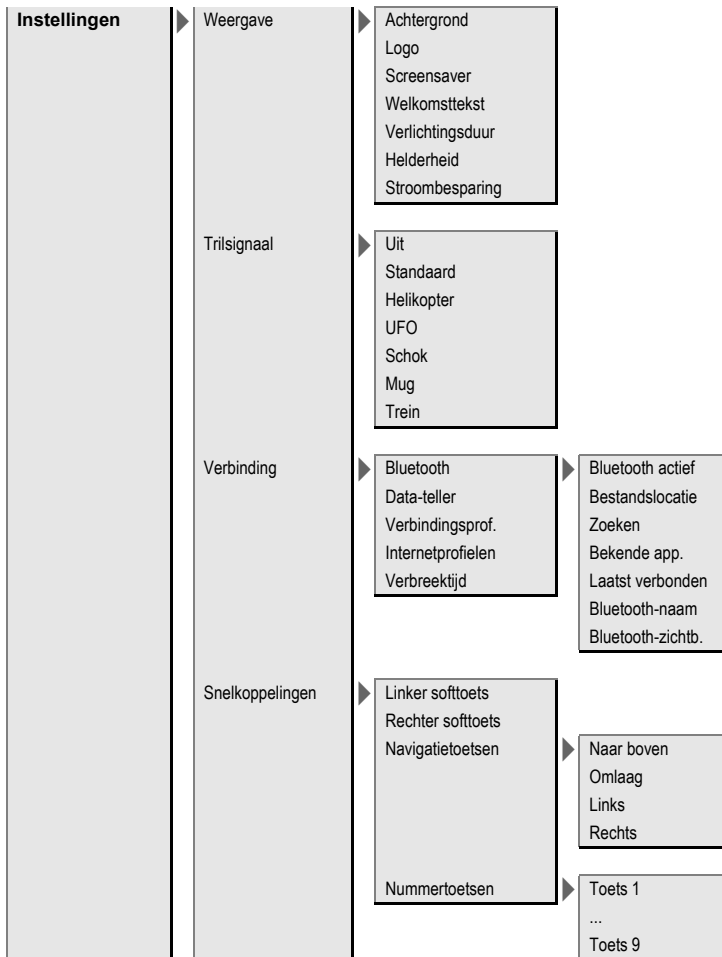 Instellingen
Weergave
Achtergrond
Logo
Screensaver
Welkomsttekst
Verlichtingsduur
Helderheid
Stroombesparing
Trilsignaal
Uit
Standaard
Helikopter
UFO
Schok
Mug
Trein
Verbinding
Bluetooth
Data-teller
Verbindingsprof.
Internetprofielen
Verbreektijd
Bluetooth actief
Bestandslocatie
Zoeken
Bekende app.
Laatst verbonden
Bluetooth-naam
Bluetooth-zichtb.
Snelkoppelingen
Linker softtoets
Rechter softtoets
Navigatietoetsen
Naar boven
Omlaag
Links
Rechts
Nummertoetsen
Toets 1
...
Toets 9